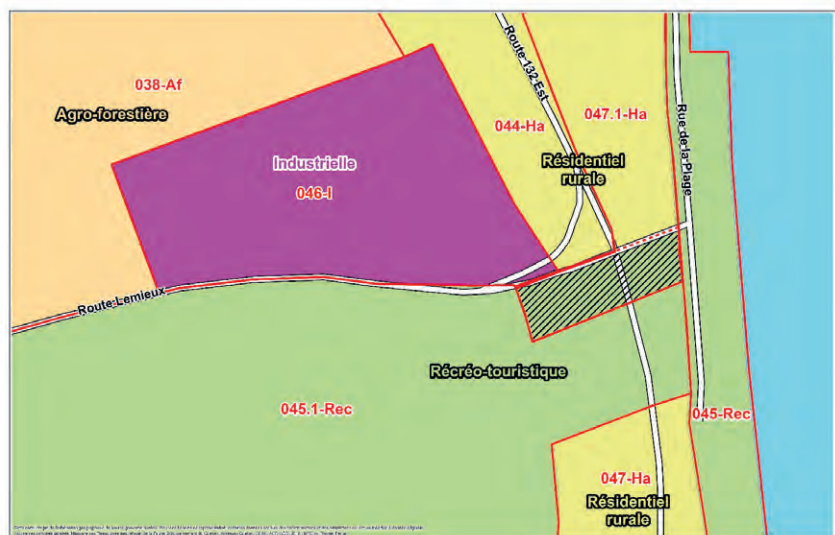 038-Af
Agro-forestière
Route 132 Est
044-Ha
047.1-Ha
Rue de la Plage
Industrielle
046-I
Résidentiel
rurale
Route Lemieux
Récréo-touristique
045.1-Rec
045-Rec
047-Ha
Résidentiel
rurale